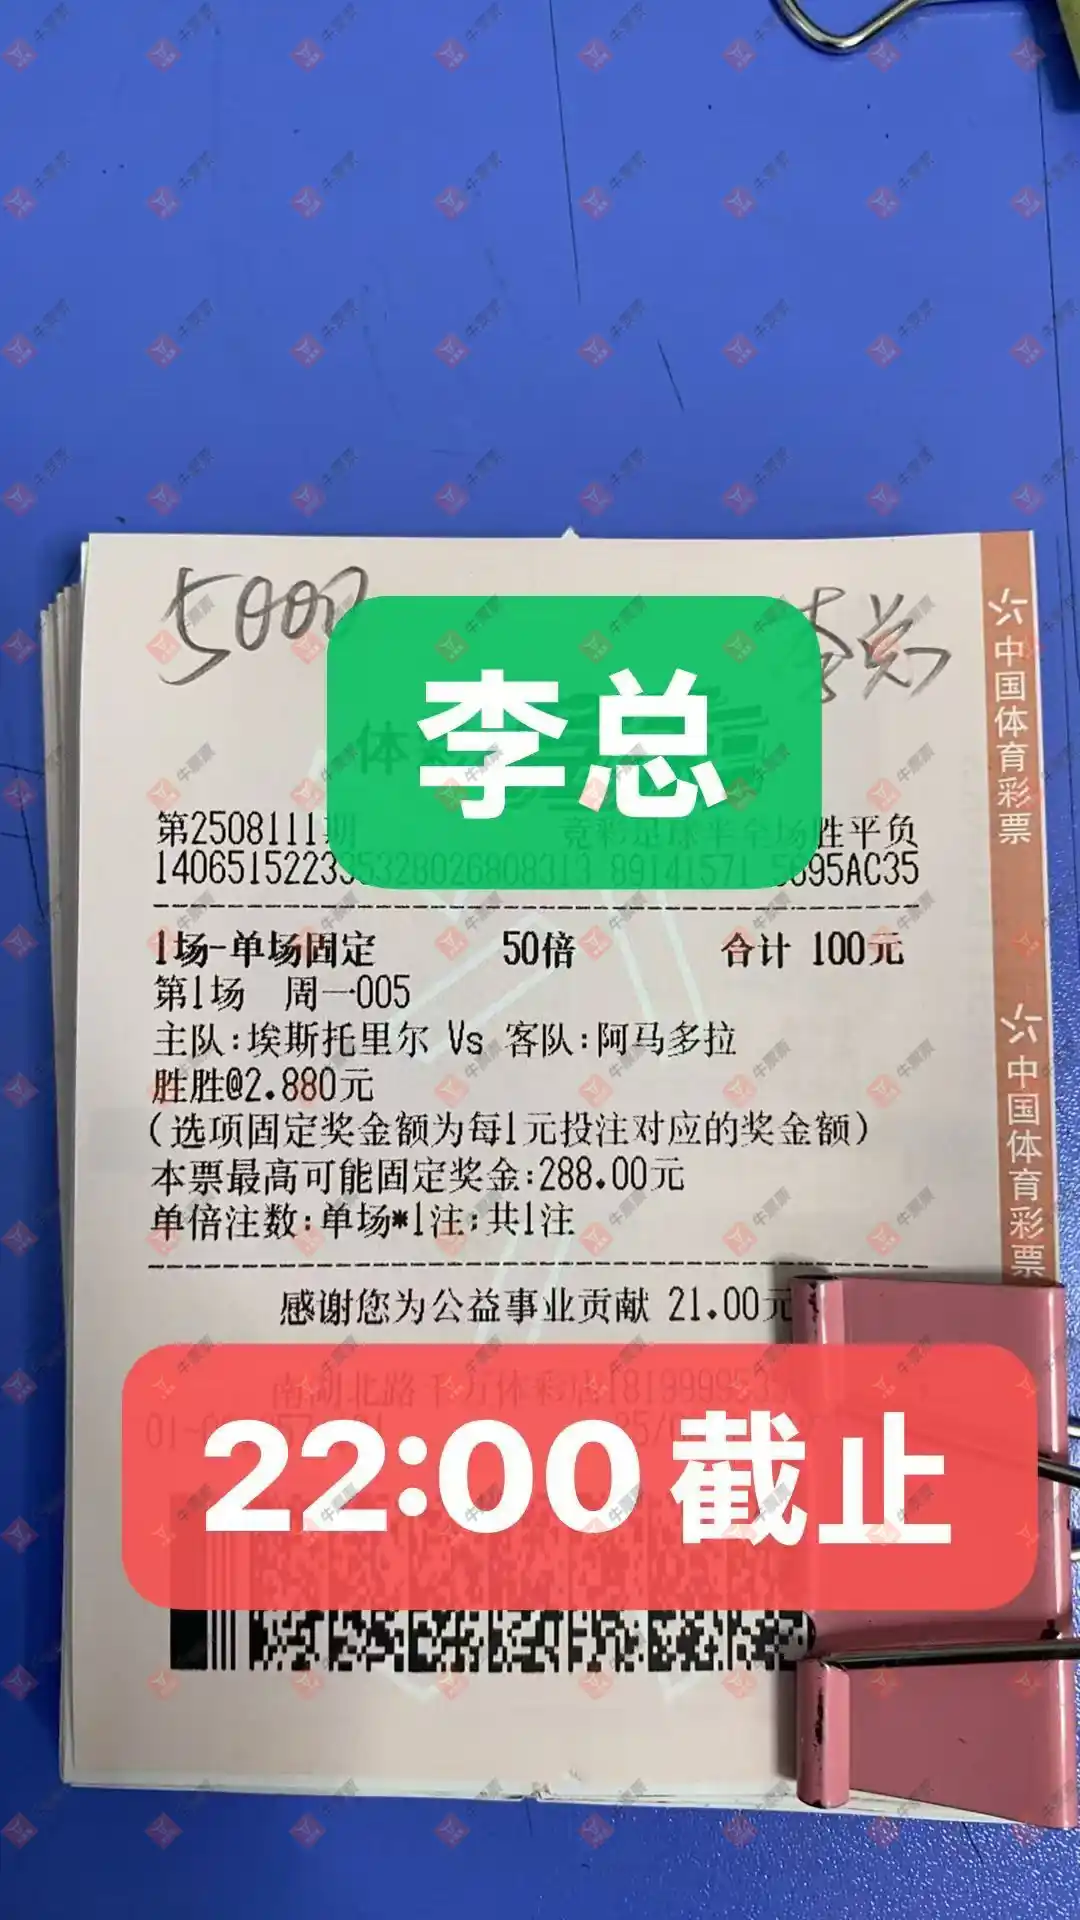 5000
李总
李总
第2508111期 竞彩足球半全场胜平负
89141571 5695AC35
1场-单场固定 50倍 合计 100元
第1场 周一005
主队:埃斯托里尔 Vs 客队:阿马多拉
胜胜@2.880元
(选项固定奖金额为每1元投注对应的奖金额)
本票最高可能固定奖金:288.00元
单倍注数:单场*1注;共1注
感谢您为公益事业贡献 21.00元
22:00截止
中国体育彩票
中国体育彩票
牛票票